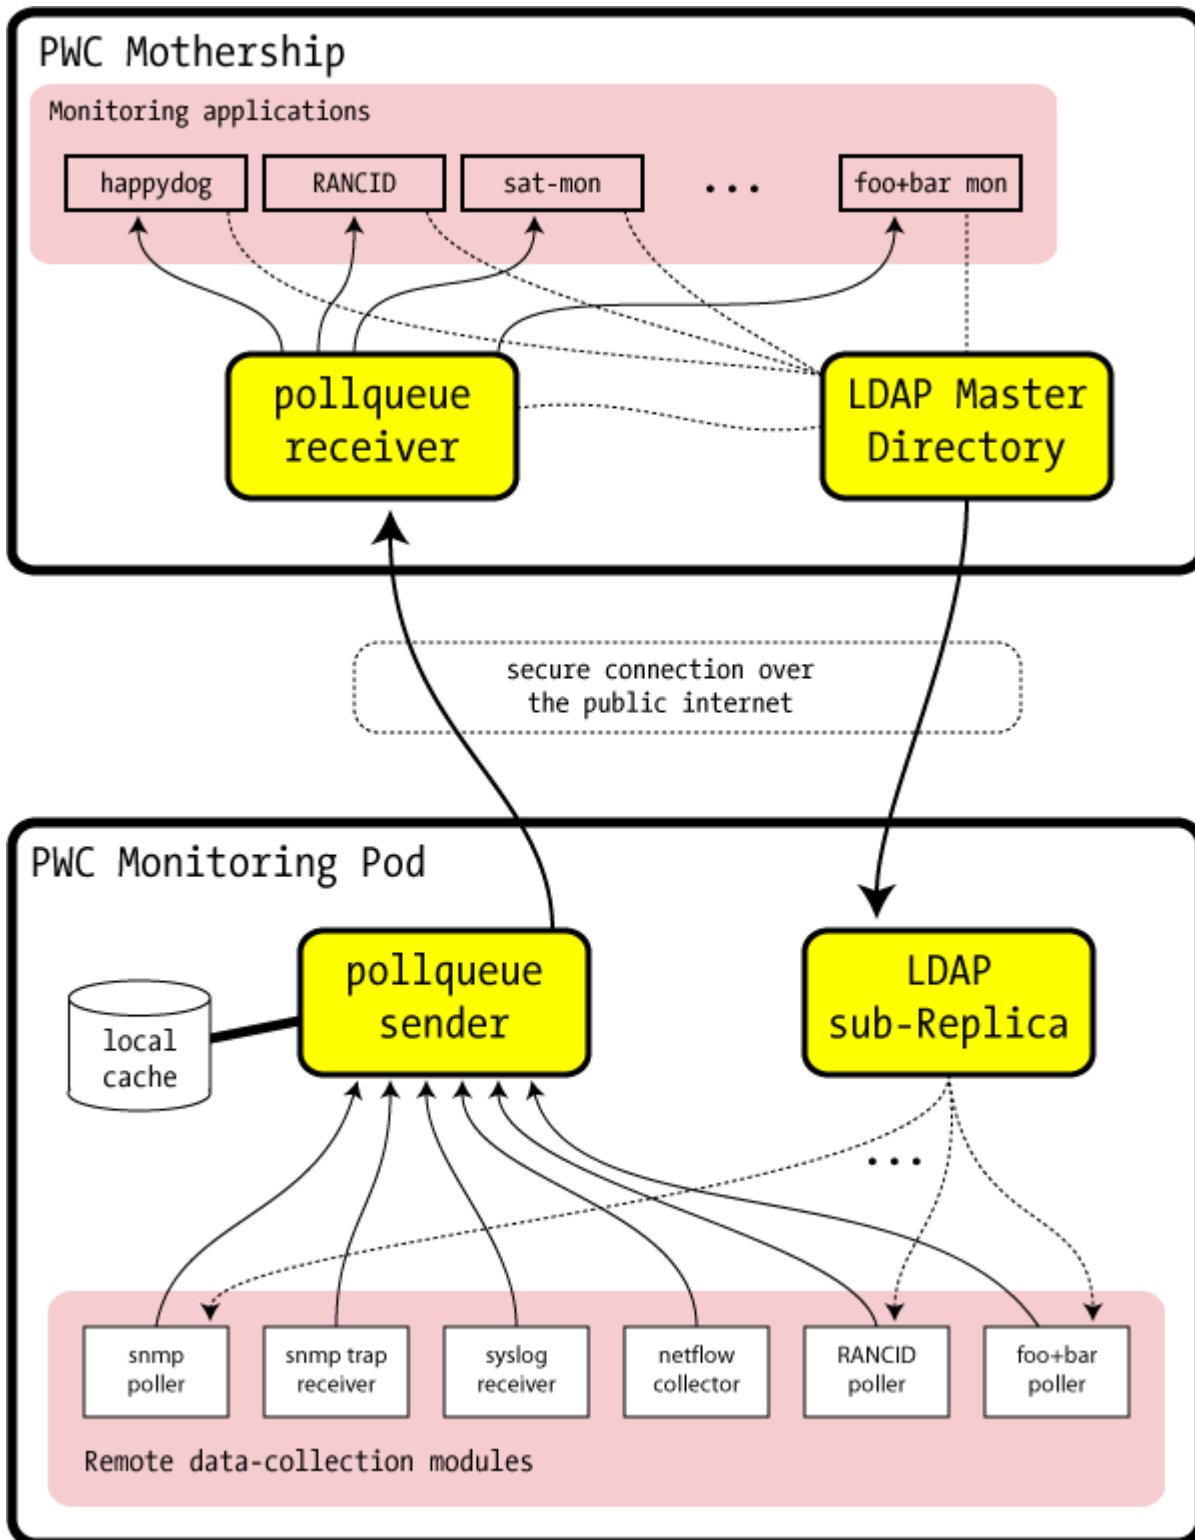 PWC Mothership
Monitoring applications
happydog
RANCID
sat-mon
...
foo+bar mon
pollqueue
receiver
LDAP Master
Directory
secure connection over
the public internet
PWC Monitoring Pod
pollqueue
sender
LDAP
sub-Replica
local
cache
...
snmp
poller
snmp trap
receiver
syslog
receiver
netflow
collector
RANCID
poller
foo+bar
poller
Remote data-collection modules